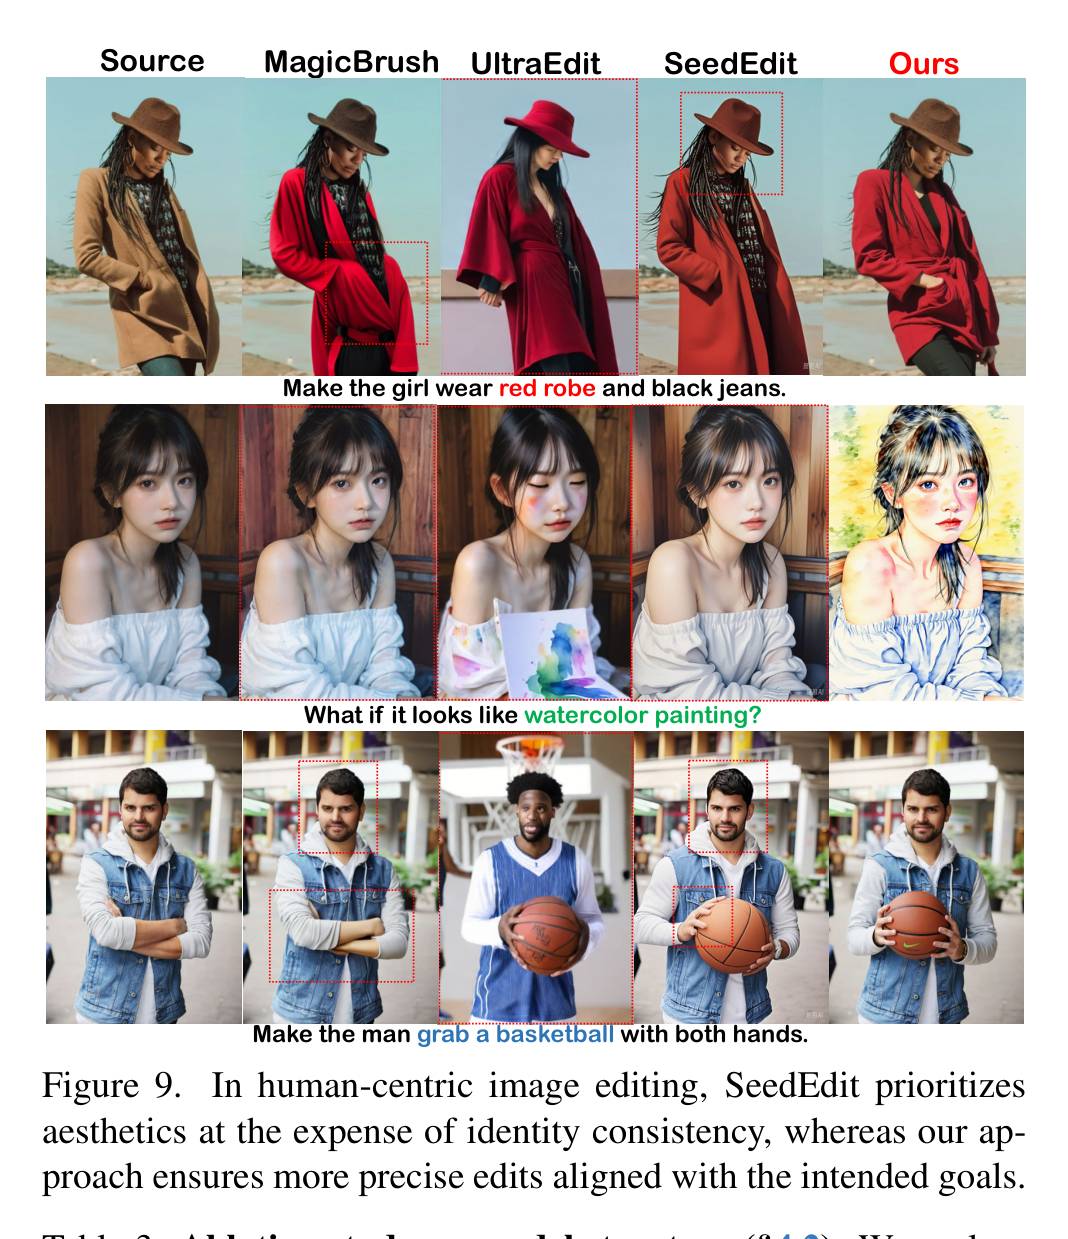 Source MagicBrush UltraEdit SeedEdit Ours
Make the girl wear red robe and black jeans.
What if it looks like watercolor painting?
Make the man grab a basketball with both hands.
Figure 9. In human-centric image editing, SeedEdit prioritizes
aesthetics at the expense of identity consistency, whereas our ap-
proach ensures more precise edits aligned with the intended goals.